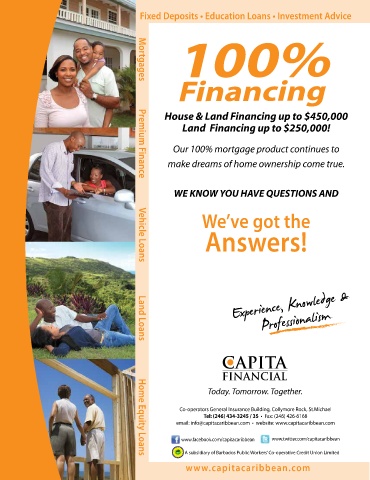 Fixed Deposits • Education Loans • Investment Advice
Mortgages
Premium Finance
Vehicle Loans
Land Loans
Home Equity Loans
100%
Financing
House & Land Financing up to $450,000
Land Financing up to $250,000!
Our 100% mortgage product continues to
make dreams of home ownership come true.
WE KNOW YOU HAVE QUESTIONS AND
We've got the
Answers!
Experience, Knowledge &
Professionalism
CAPITA
FINANCIAL
Today. Tomorrow. Together.
Co-operators General Insurance Building, Collymore Rock, St.Michael
Tel: (246) 434-2245 / 35 • Fax: (246) 426-6168
email: info@capitacaribbean.com • website: www.capitacaribbean.com
www.facebook.com/capitacaribbean
www.twitter.com/capitacaribbean
A subsidiary of Barbados Public Workers' Co-operative Credit Union Limited
www.capitacaribbean.com